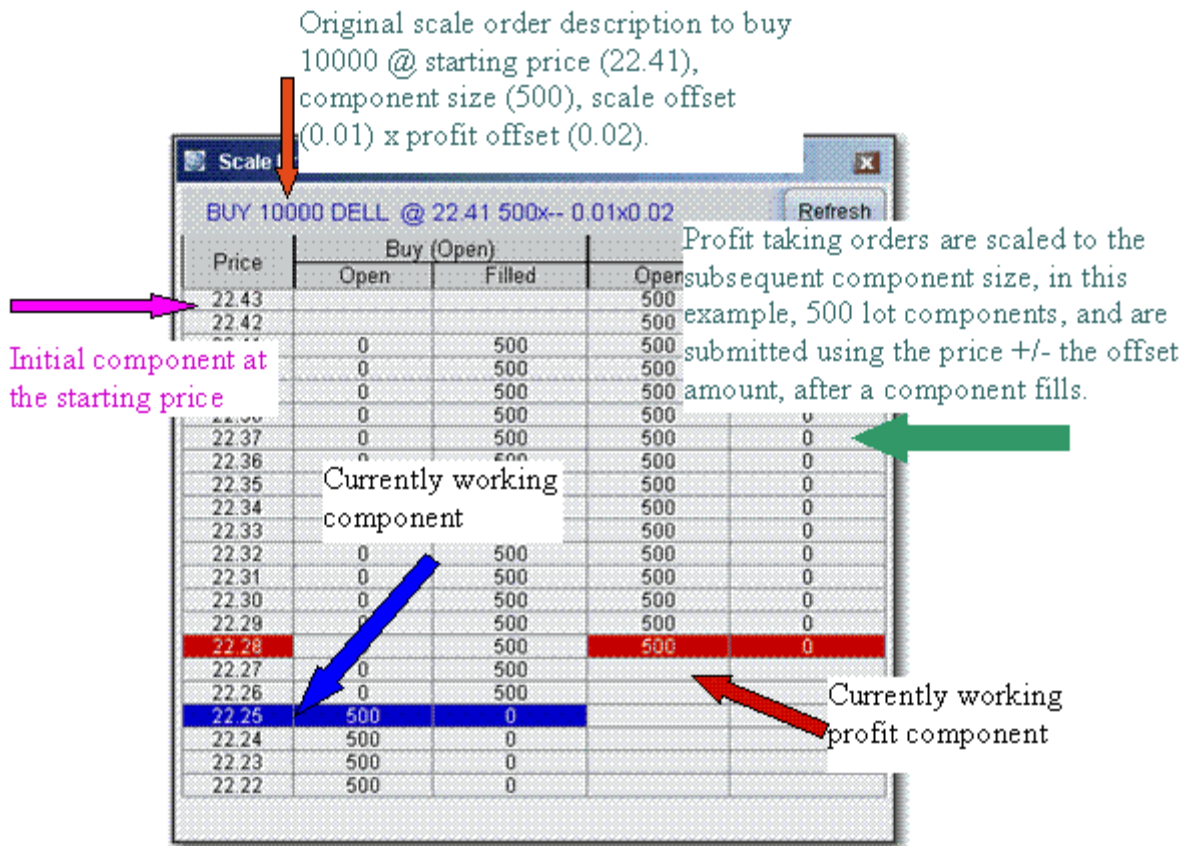 Original scale order description to buy
10000 @ starting price (22.41),
component size (500), scale offset
(0.01) x profit offset (0.02).
Scale
BUY 10000 DELL @ 22.41 500x-- 0.01x0.02 Refresh
Price Buy (Open)
Open Filled Open
Profit taking orders are scaled to the
subsequent component size, in this
example, 500 lot components, and are
submitted using the price +/- the offset
amount, after a component fills.
Initial component at
the starting price
22.43 500
22.42 500
0 500 500
0 500 500
0 500 500
0 500 500 0
22.37 0 500 500 0
22.36 0 500 500 0
22.35 500 0
22.34 500 0
22.33 500 0
Currently working
component
22.32 0 500 500 0
22.31 0 500 500 0
22.30 0 500 500 0
22.29 0 500 500 0
22.28 500 500 0
22.27 0 500
22.26 0 500
22.25 500 0
22.24 500 0
22.23 500 0
22.22 500 0
Currently working
profit component